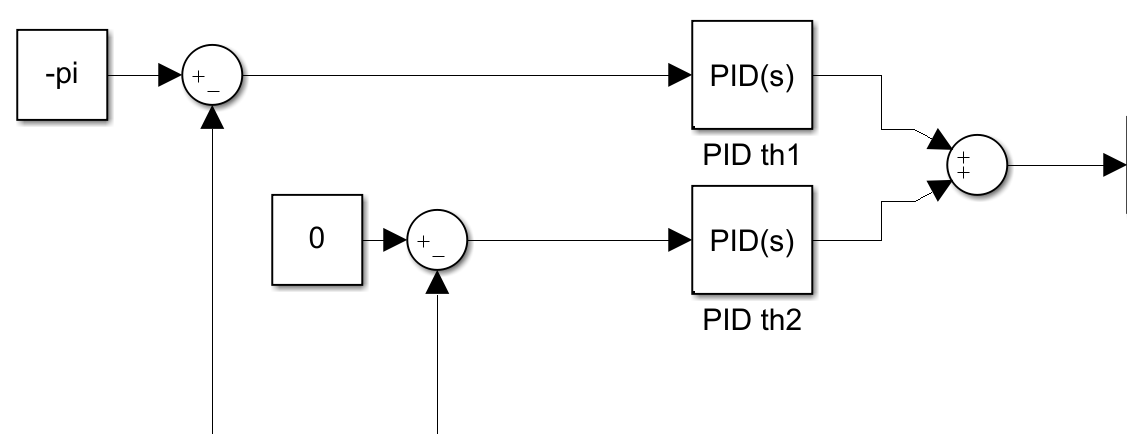 -pi
+
−
PID(s)
PID th1
+
+
0
+
−
PID(s)
PID th2